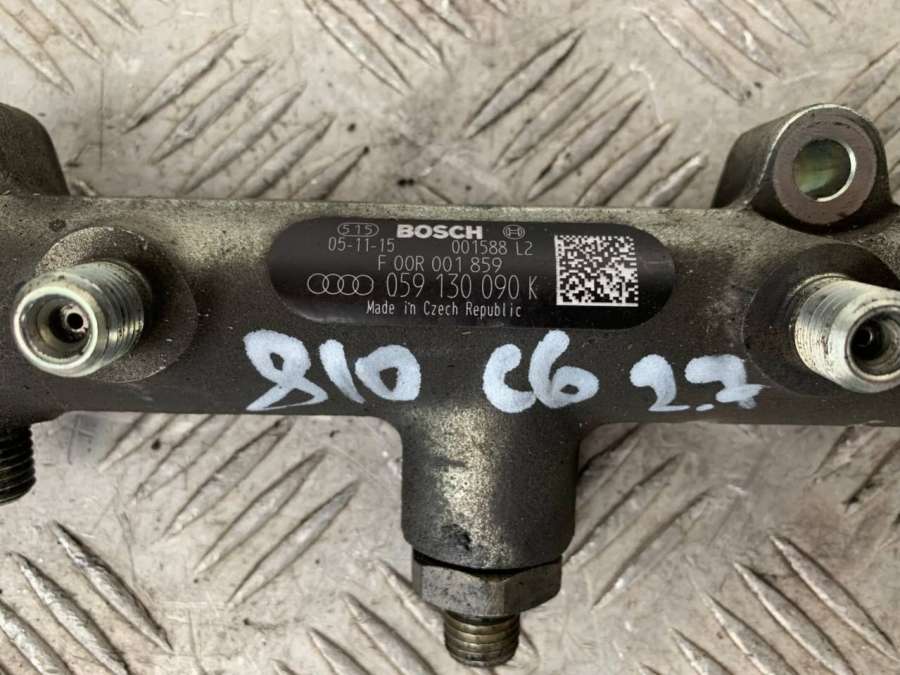 515 BOSCH
05-11-15 001588 L2
F 00R 001 859
059 130 090 K
Made in Czech Republic
810 C6 2.7